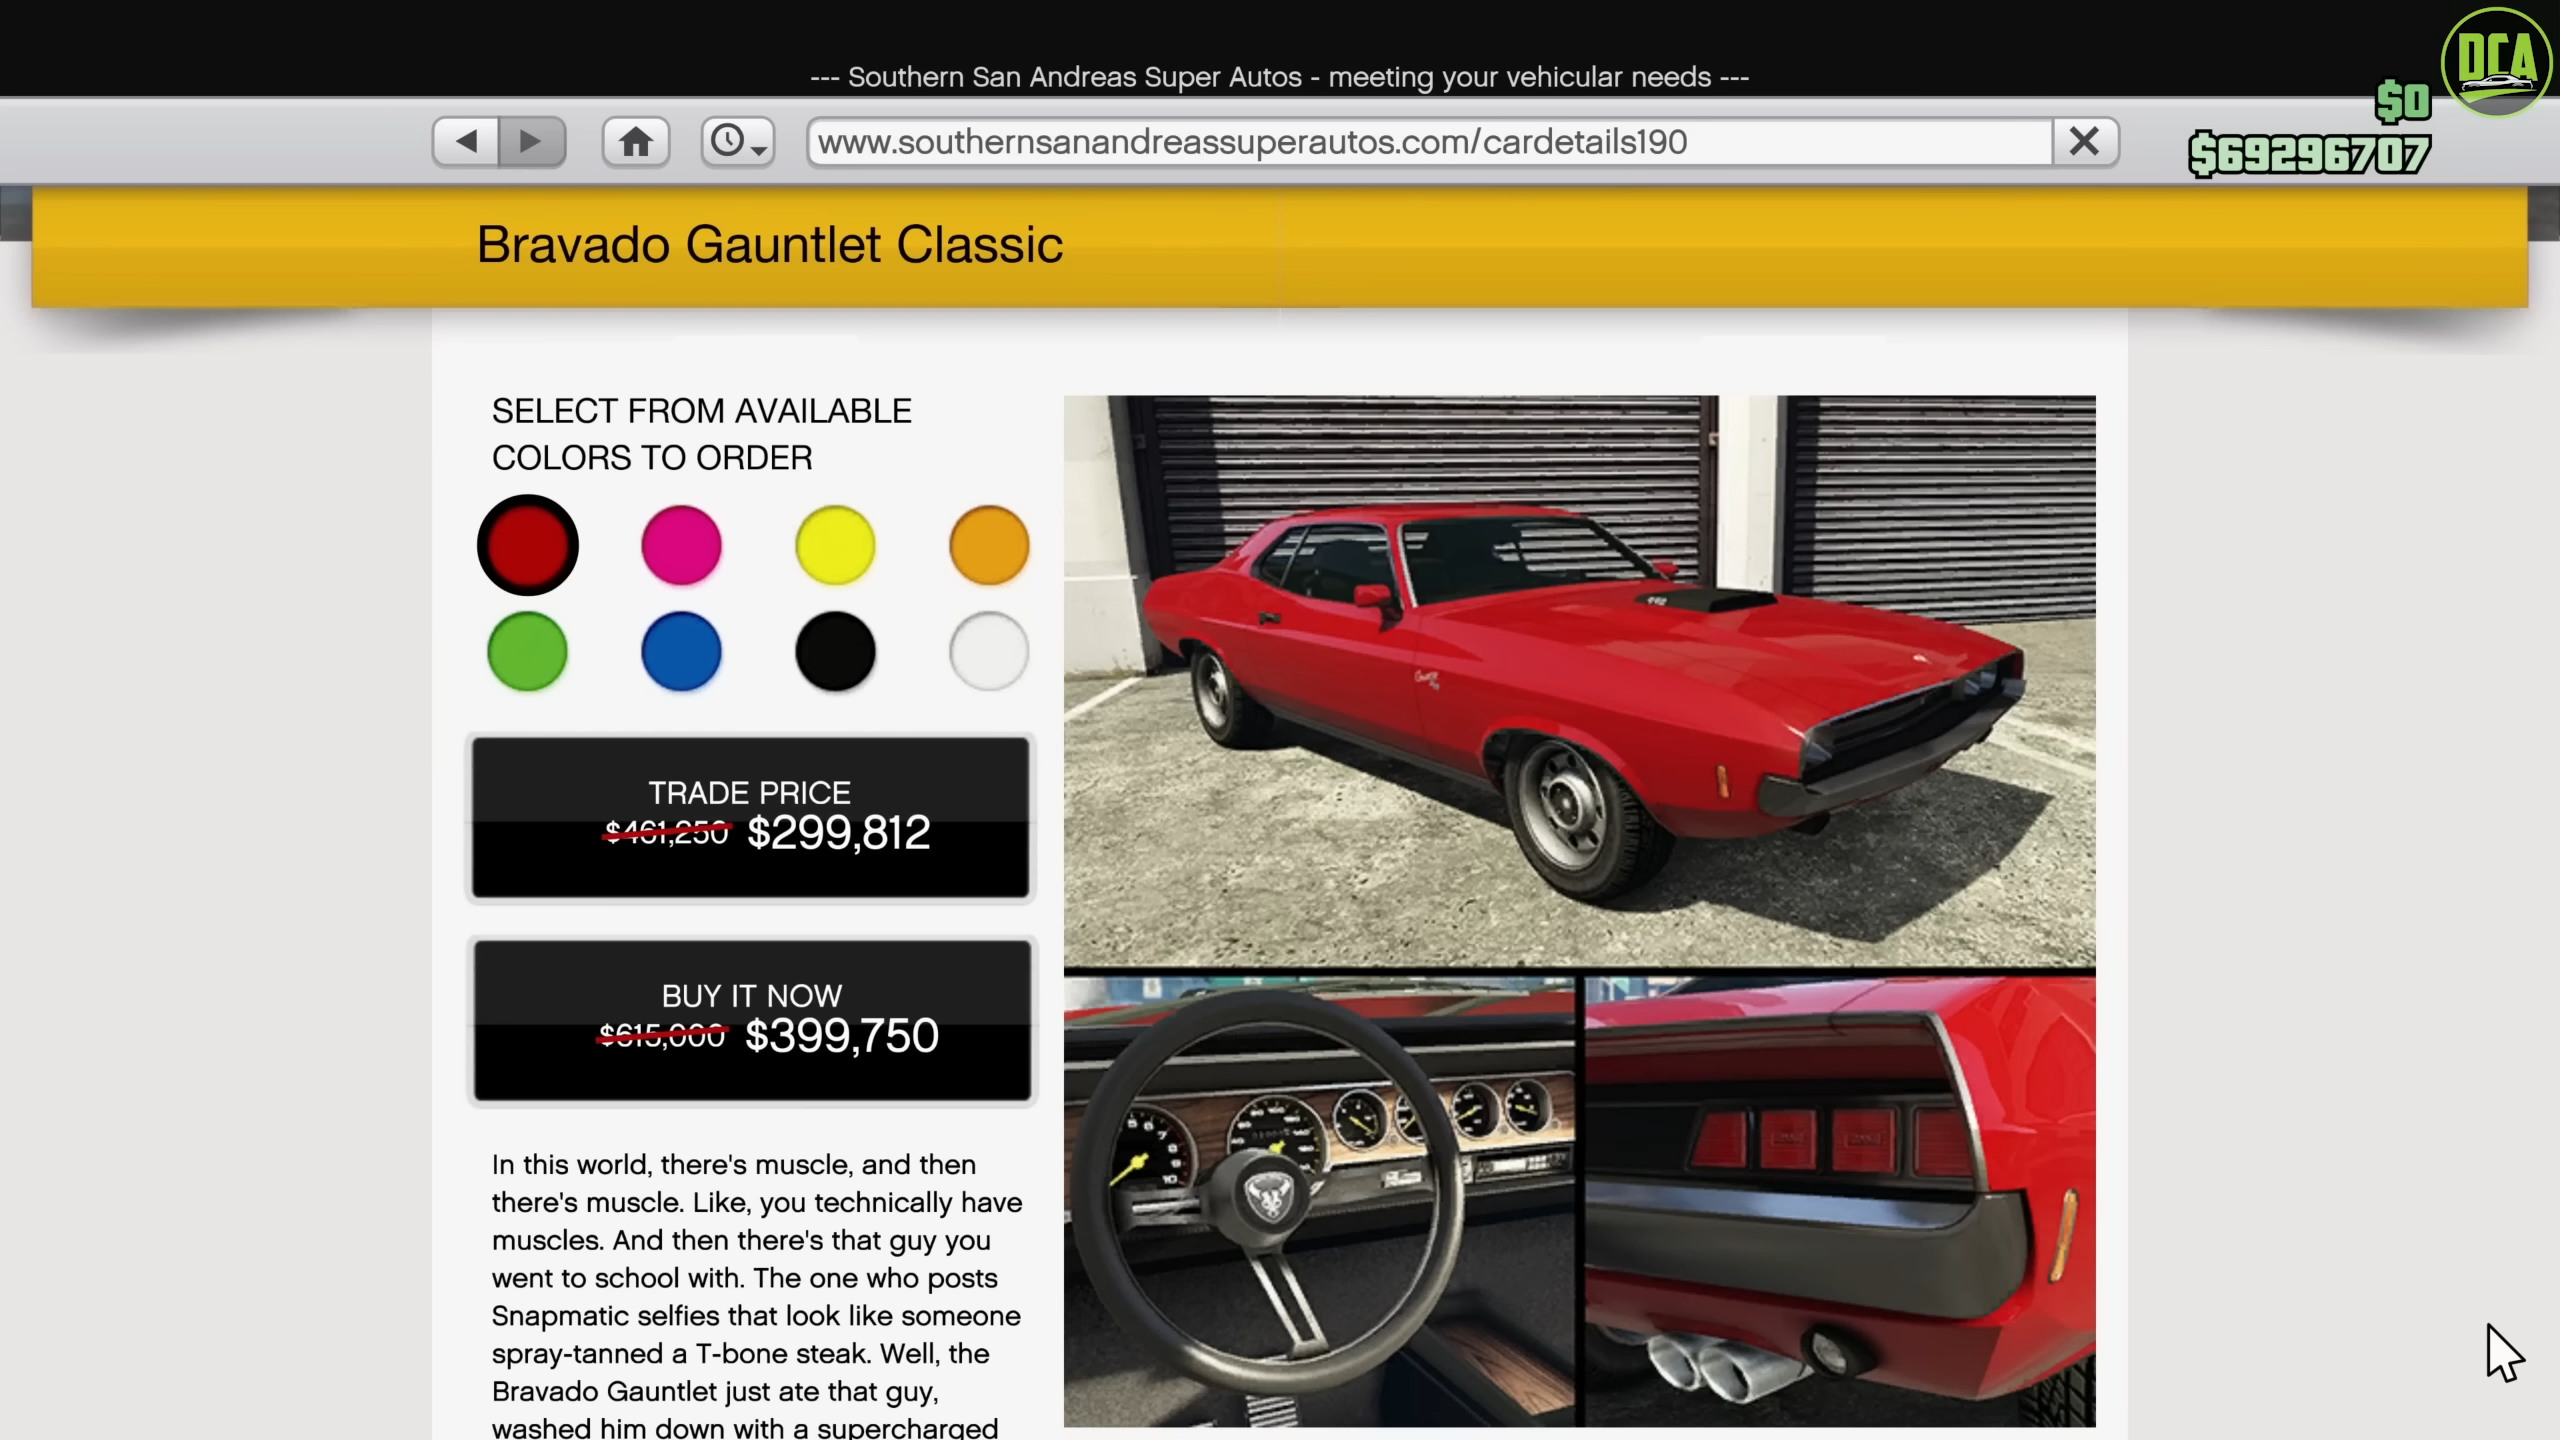 DCA
--- Southern San Andreas Super Autos - meeting your vehicular needs ---
$0
www.southernsanandreassuperautos.com/cardetails190
$69296707
Bravado Gauntlet Classic
SELECT FROM AVAILABLE
COLORS TO ORDER
TRADE PRICE
$461,250 $299,812
BUY IT NOW
$615,000 $399,750
In this world, there's muscle, and then
there's muscle. Like, you technically have
muscles. And then there's that guy you
went to school with. The one who posts
Snapmatic selfies that look like someone
spray-tanned a T-bone steak. Well, the
Bravado Gauntlet just ate that guy,
washed him down with a supercharged